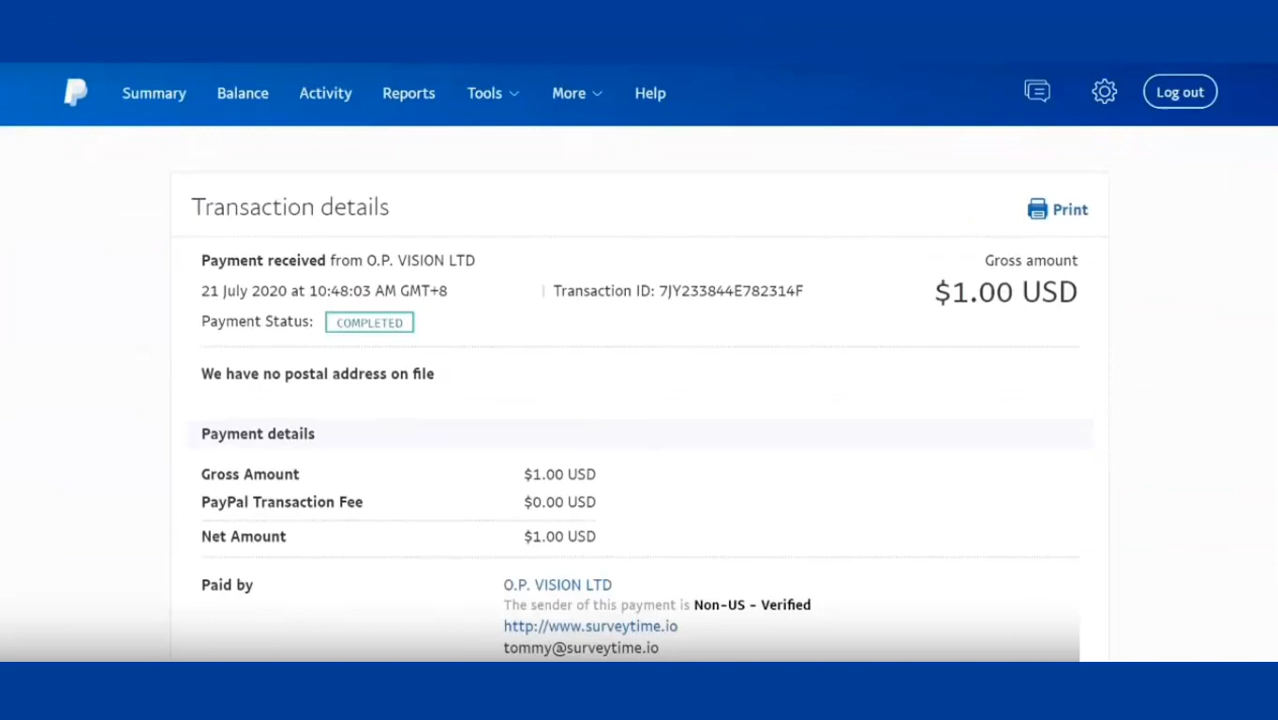 Summary Balance Activity Reports Tools More Help Log out
Transaction details Print
Payment received from O.P. VISION LTD Gross amount
21 July 2020 at 10:48:03 AM GMT+8 Transaction ID: 7JY233844E782314F $1.00 USD
Payment Status: COMPLETED
We have no postal address on file
Payment details
Gross Amount $1.00 USD
PayPal Transaction Fee $0.00 USD
Net Amount $1.00 USD
Paid by O.P. VISION LTD
The sender of this payment is Non-US - Verified
http://www.surveytime.io
tommy@surveytime.io